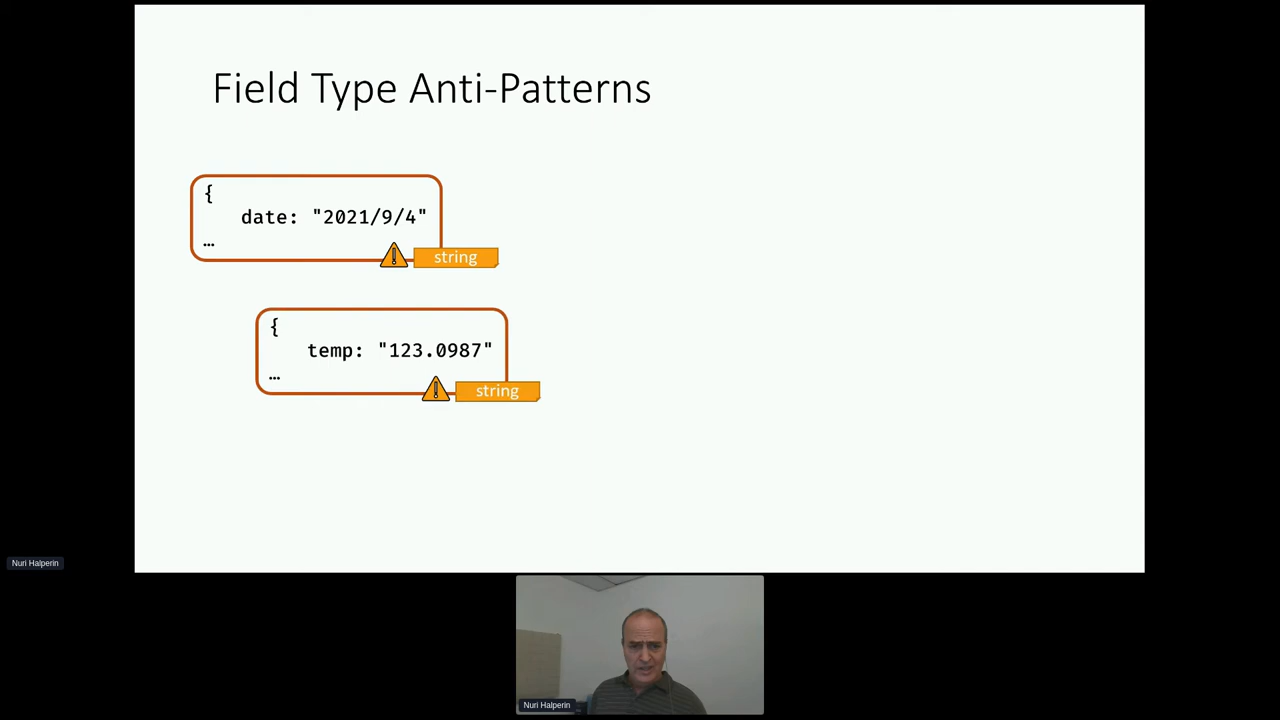 Field Type Anti-Patterns
{
date: "2021/9/4"
…
string
{
temp: "123.0987"
…
string
Nuri Halperin
Nuri Halperin